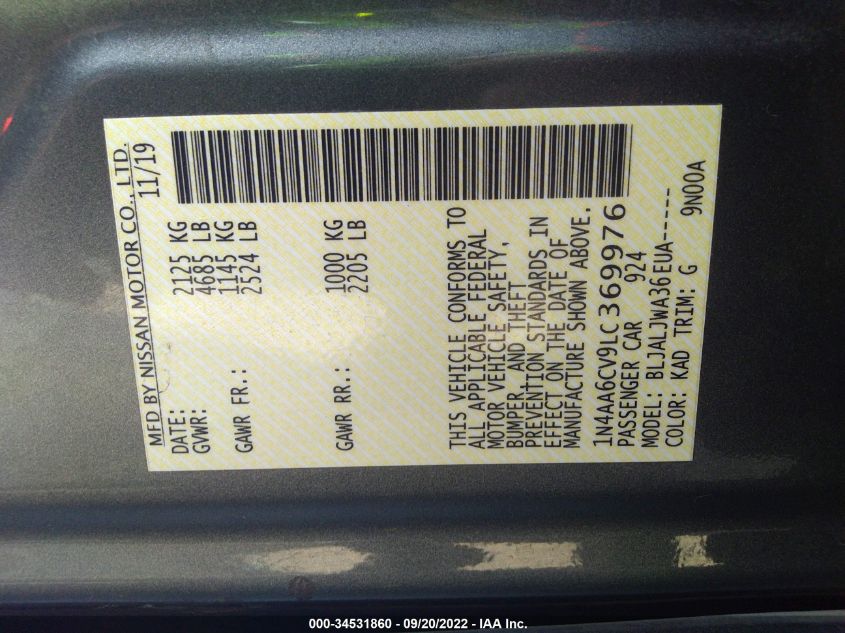 MFD BY NISSAN MOTOR CO., LTD.
DATE: 11/19
GVWR: 2125 KG
4685 LB
GAWR FR.: 1145 KG
2524 LB
GAWR RR.: 1000 KG
2205 LB
THIS VEHICLE CONFORMS TO
ALL APPLICABLE FEDERAL
MOTOR VEHICLE SAFETY,
BUMPER, AND THEFT
PREVENTION STANDARDS IN
EFFECT ON THE DATE OF
MANUFACTURE SHOWN ABOVE.
1N4AA6CV9LC369976
PASSENGER CAR 924
MODEL: BLJALJWA36EUA-----
COLOR: KAD TRIM: G 9N00A
000-34531860 - 09/20/2022 - IAA Inc.